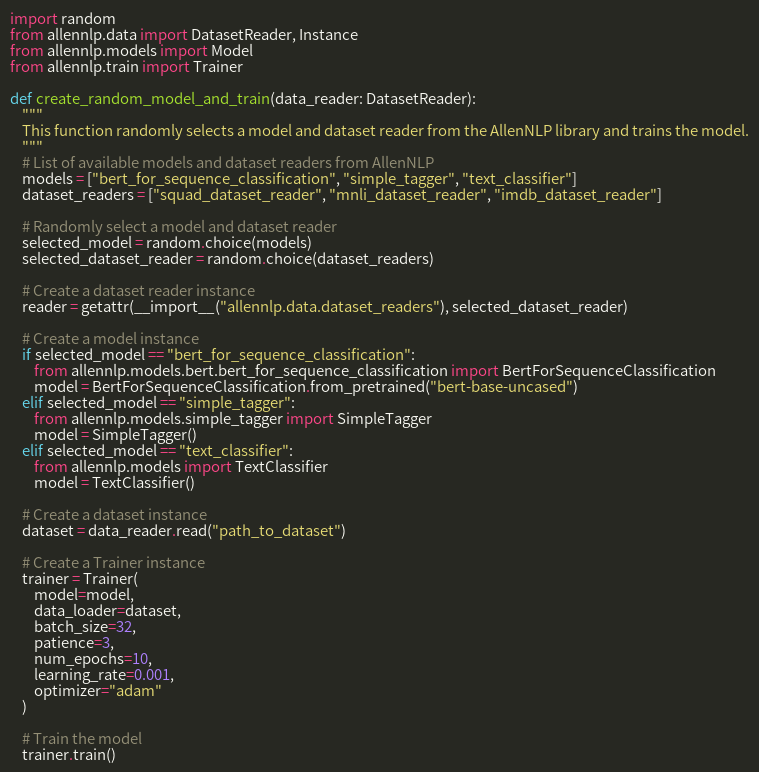 import random
from allennlp.data import DatasetReader, Instance
from allennlp.models import Model
from allennlp.train import Trainer

def create_random_model_and_train(data_reader: DatasetReader):
    """
    This function randomly selects a model and dataset reader from the AllenNLP library and trains the model.
    """
    # List of available models and dataset readers from AllenNLP
    models = ["bert_for_sequence_classification", "simple_tagger", "text_classifier"]
    dataset_readers = ["squad_dataset_reader", "mnli_dataset_reader", "imdb_dataset_reader"]

    # Randomly select a model and dataset reader
    selected_model = random.choice(models)
    selected_dataset_reader = random.choice(dataset_readers)

    # Create a dataset reader instance
    reader = getattr(__import__("allennlp.data.dataset_readers"), selected_dataset_reader)

    # Create a model instance
    if selected_model == "bert_for_sequence_classification":
        from allennlp.models.bert.bert_for_sequence_classification import BertForSequenceClassification
        model = BertForSequenceClassification.from_pretrained("bert-base-uncased")
    elif selected_model == "simple_tagger":
        from allennlp.models.simple_tagger import SimpleTagger
        model = SimpleTagger()
    elif selected_model == "text_classifier":
        from allennlp.models import TextClassifier
        model = TextClassifier()

    # Create a dataset instance
    dataset = data_reader.read("path_to_dataset")

    # Create a Trainer instance
    trainer = Trainer(
        model=model,
        data_loader=dataset,
        batch_size=32,
        patience=3,
        num_epochs=10,
        learning_rate=0.001,
        optimizer="adam"
    )

    # Train the model
    trainer.train()